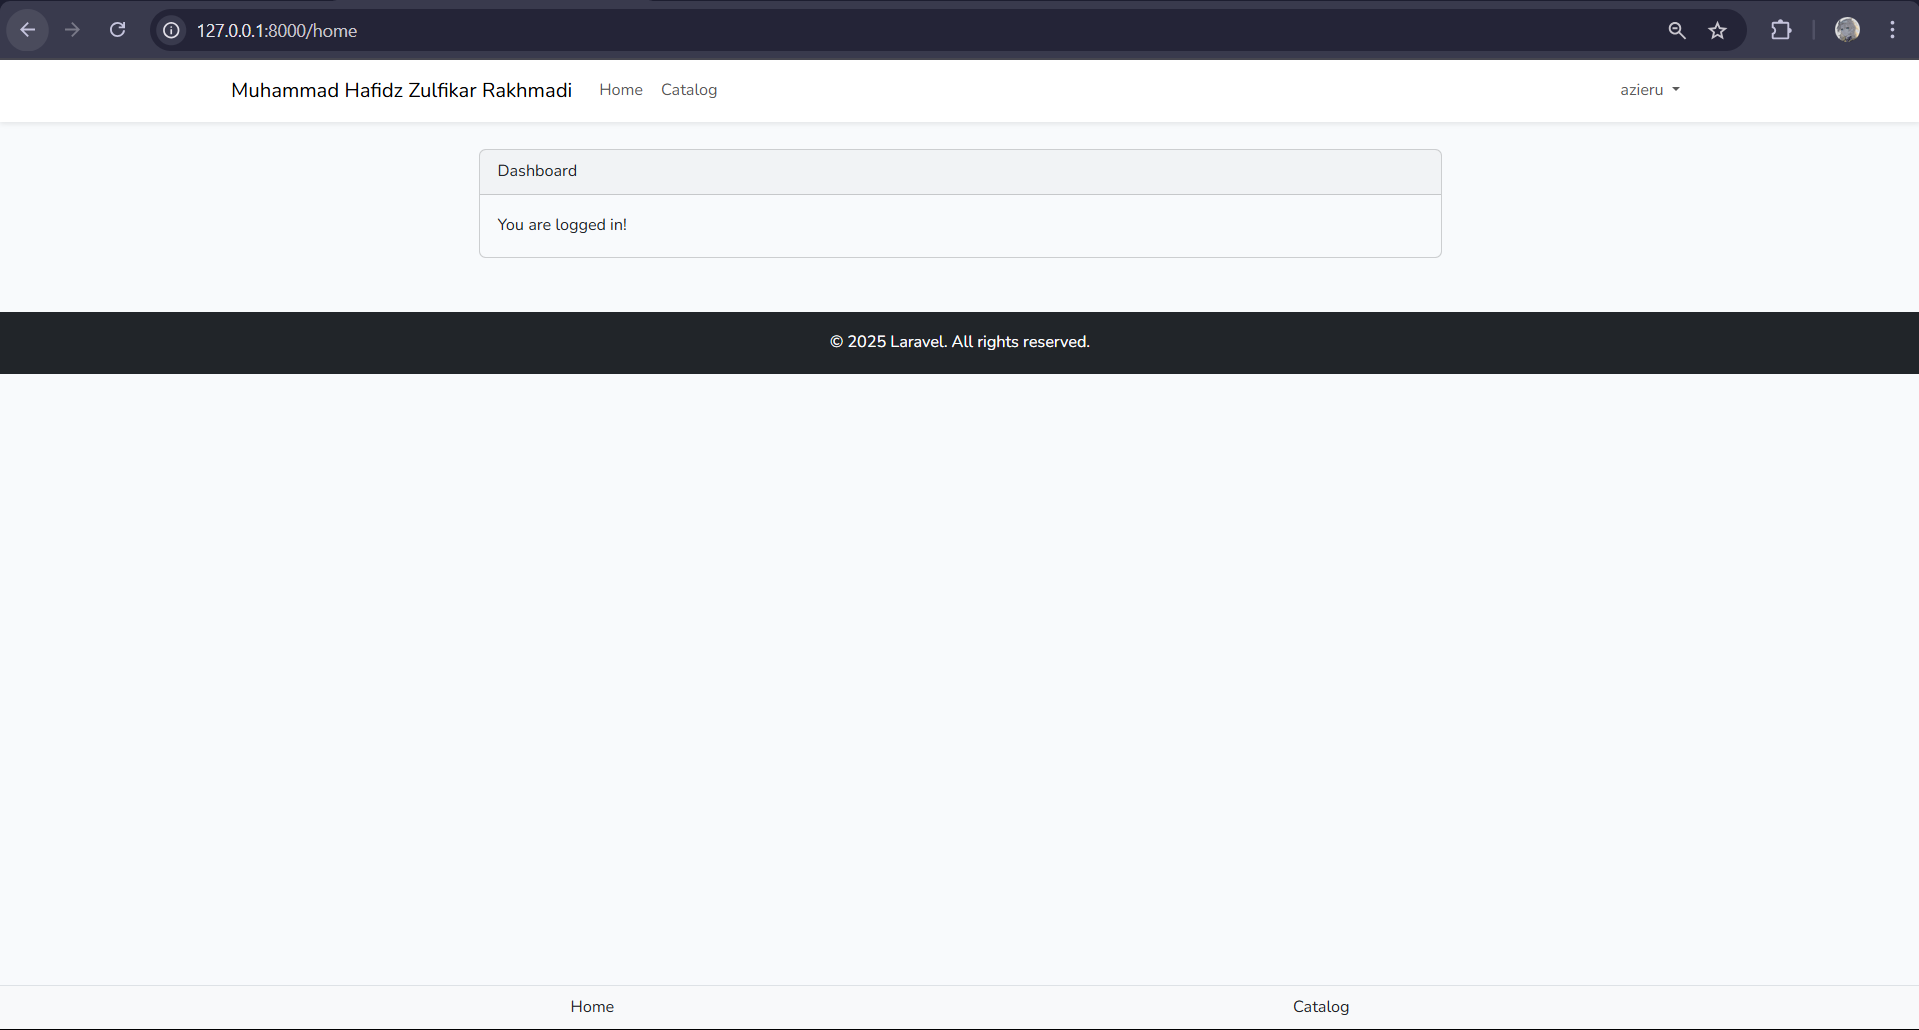 127.0.0.1:8000/home
Muhammad Hafidz Zulfikar Rakhmadi Home Catalog azieru
Dashboard
You are logged in!
© 2025 Laravel. All rights reserved.
Home Catalog